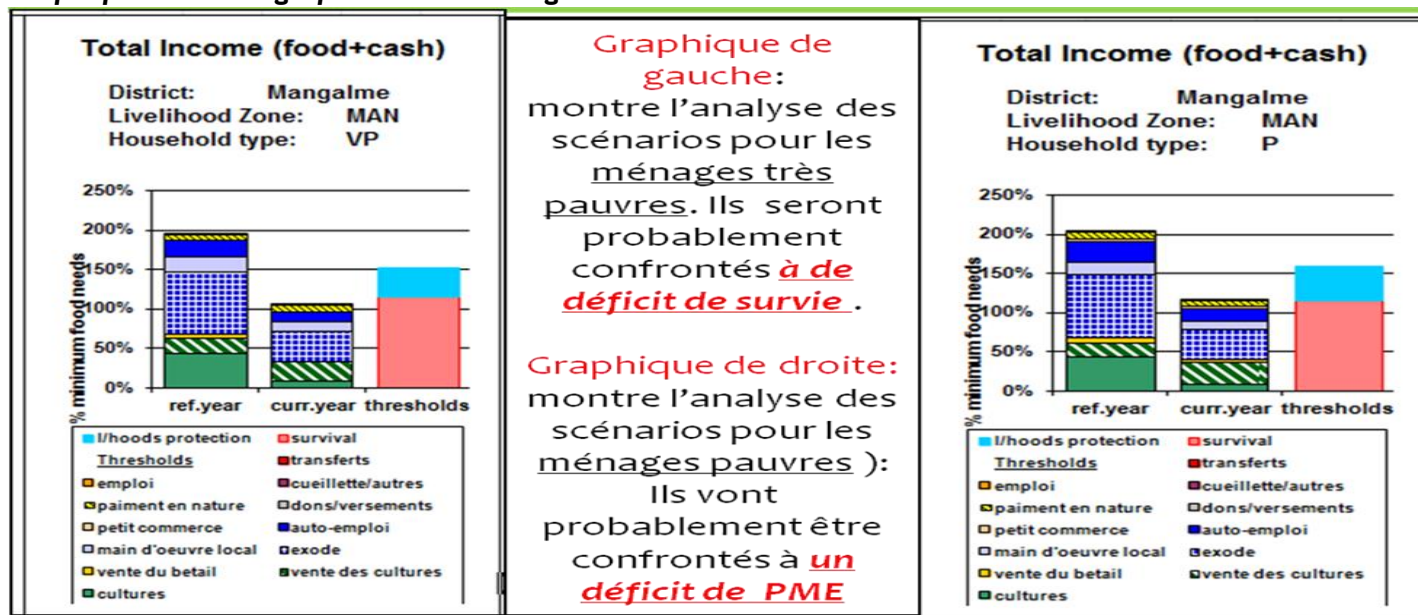 Total Income (food+cash)
District: Mangalme
Livelihood Zone: MAN
Household type: VP
% minimum food needs
250%
200%
150%
100%
50%
0%
ref.year curr.year thresholds
l/hoods protection survival
Thresholds transferts
emploi cueillette/autres
paiment en nature dons/versements
petit commerce auto-emploi
main d'oeuvre local exode
vente du betail vente des cultures
cultures
Graphique de
gauche:
montre l'analyse des
scénarios pour les
ménages très
pauvres. Ils seront
probablement
confrontés à de
déficit de survie .
Graphique de droite:
montre l'analyse des
scénarios pour les
ménages pauvres ):
Ils vont
probablement être
confrontés à un
déficit de PME
Total Income (food+cash)
District: Mangalme
Livelihood Zone: MAN
Household type: P
% minimum food needs
250%
200%
150%
100%
50%
0%
ref.year curr.year thresholds
l/hoods protection survival
Thresholds transferts
emploi cueillette/autres
paiment en nature dons/versements
petit commerce auto-emploi
main d'oeuvre local exode
vente du betail vente des cultures
cultures